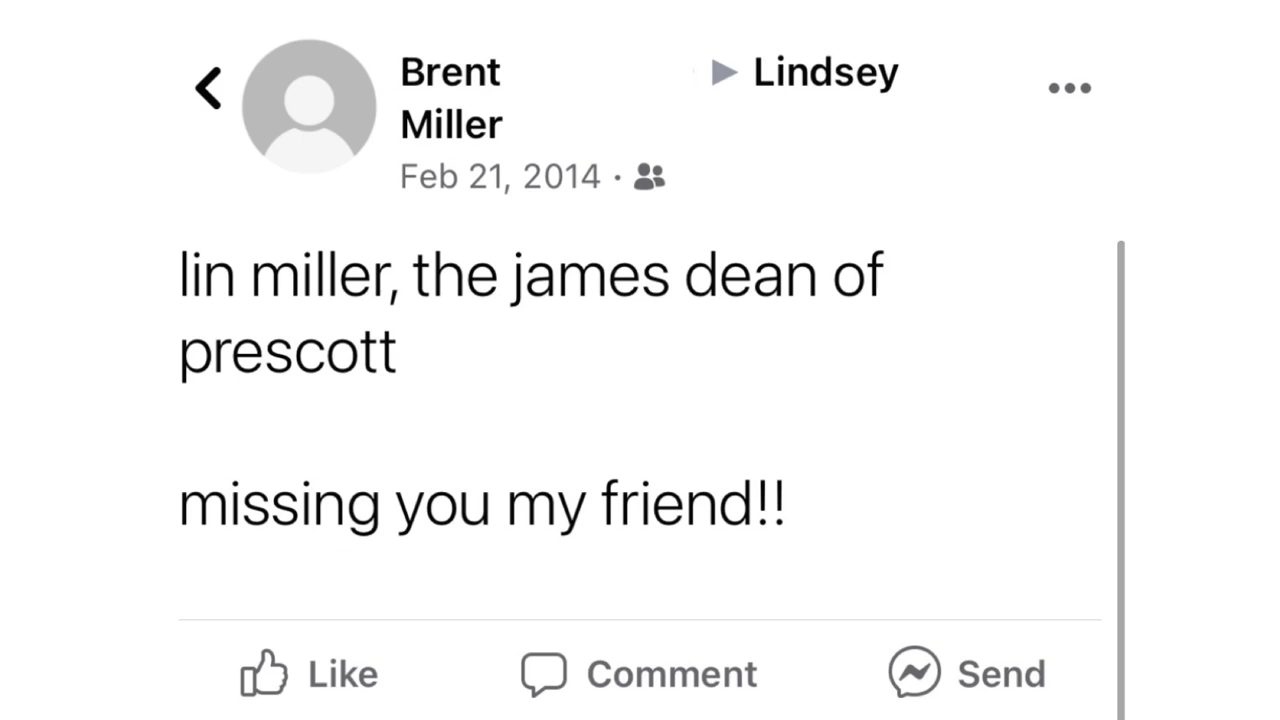 Brent ▶ Lindsey
Miller
Feb 21, 2014 ·
lin miller, the james dean of
prescott
missing you my friend!!
Like Comment Send